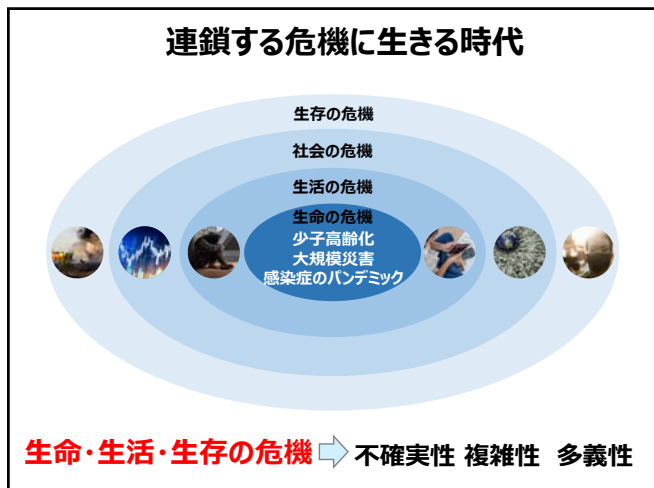 連鎖する危機に生きる時代
生存の危機
社会の危機
生活の危機
生命の危機
少子高齢化
大規模災害
感染症のパンデミック
生命・生活・生存の危機 不確実性 複雑性 多義性